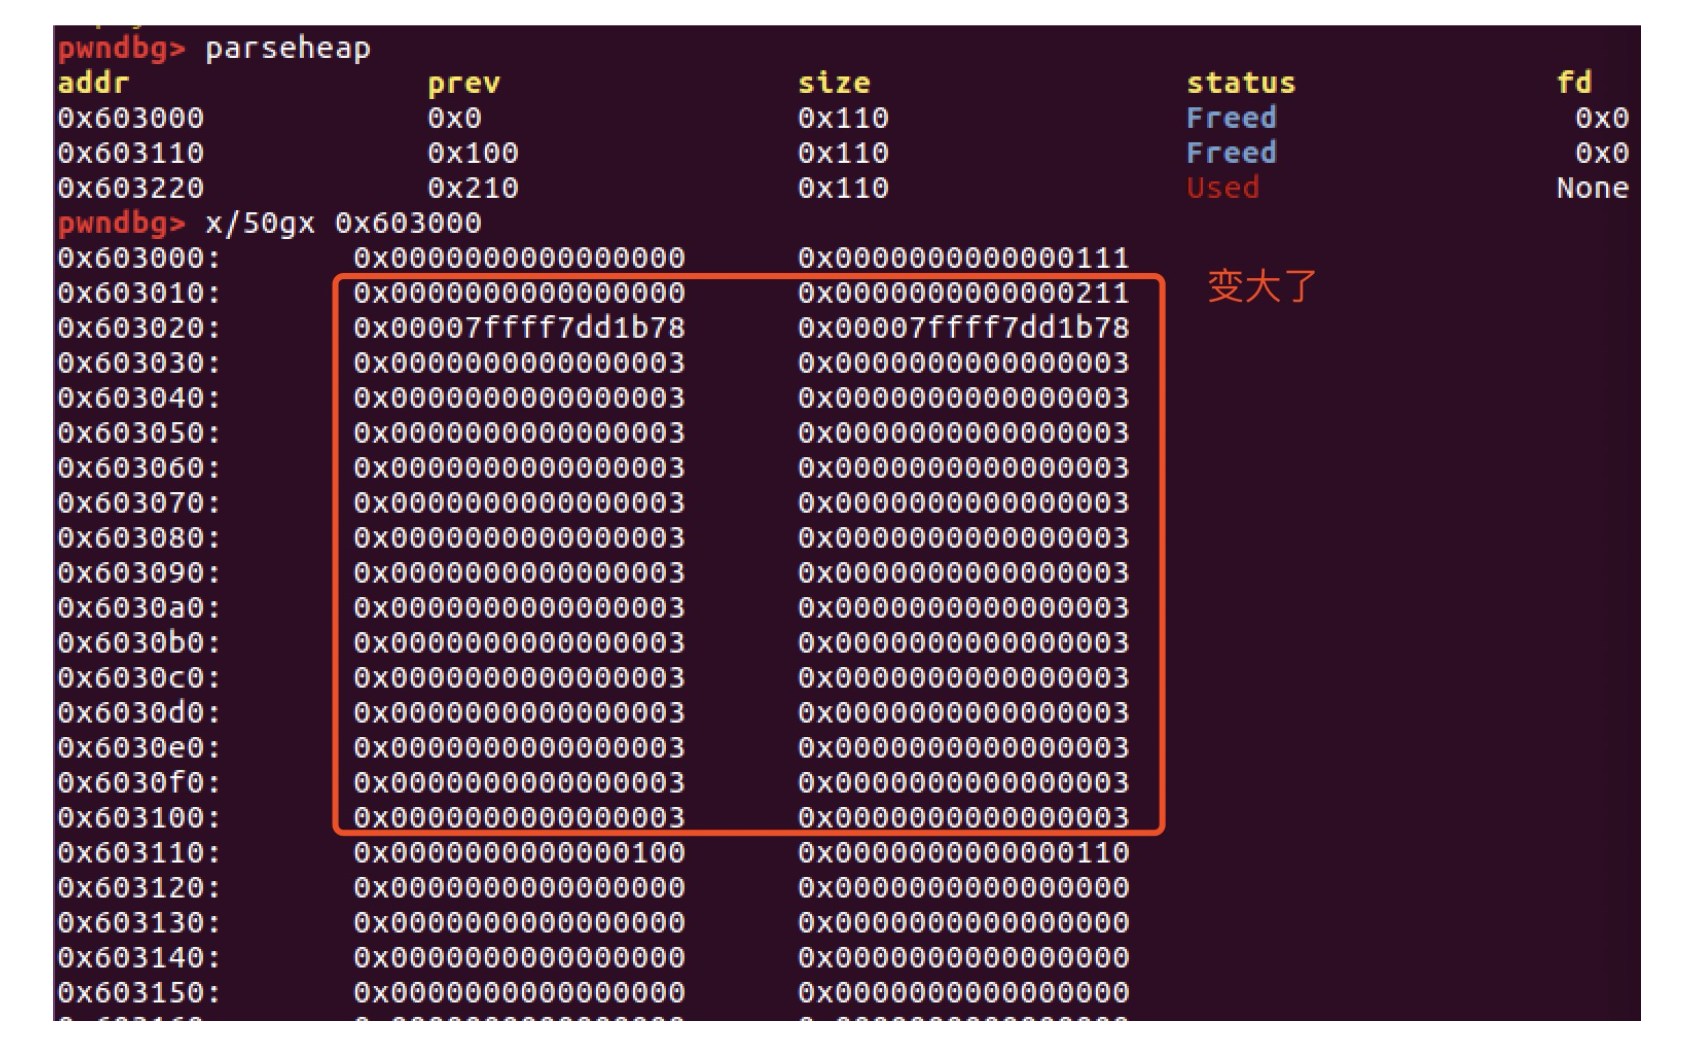 pwndbg> parseheap
addr prev size status fd
0x603000 0x0 0x110 Freed 0x0
0x603110 0x100 0x110 Freed 0x0
0x603220 0x210 0x110 Used None
pwndbg> x/50gx 0x603000
0x603000: 0x0000000000000000 0x0000000000000111
0x603010: 0x0000000000000000 0x0000000000000211 变大了
0x603020: 0x00007ffff7dd1b78 0x00007ffff7dd1b78
0x603030: 0x0000000000000003 0x0000000000000003
0x603040: 0x0000000000000003 0x0000000000000003
0x603050: 0x0000000000000003 0x0000000000000003
0x603060: 0x0000000000000003 0x0000000000000003
0x603070: 0x0000000000000003 0x0000000000000003
0x603080: 0x0000000000000003 0x0000000000000003
0x603090: 0x0000000000000003 0x0000000000000003
0x6030a0: 0x0000000000000003 0x0000000000000003
0x6030b0: 0x0000000000000003 0x0000000000000003
0x6030c0: 0x0000000000000003 0x0000000000000003
0x6030d0: 0x0000000000000003 0x0000000000000003
0x6030e0: 0x0000000000000003 0x0000000000000003
0x6030f0: 0x0000000000000003 0x0000000000000003
0x603100: 0x0000000000000003 0x0000000000000003
0x603110: 0x0000000000000100 0x0000000000000110
0x603120: 0x0000000000000000 0x0000000000000000
0x603130: 0x0000000000000000 0x0000000000000000
0x603140: 0x0000000000000000 0x0000000000000000
0x603150: 0x0000000000000000 0x0000000000000000